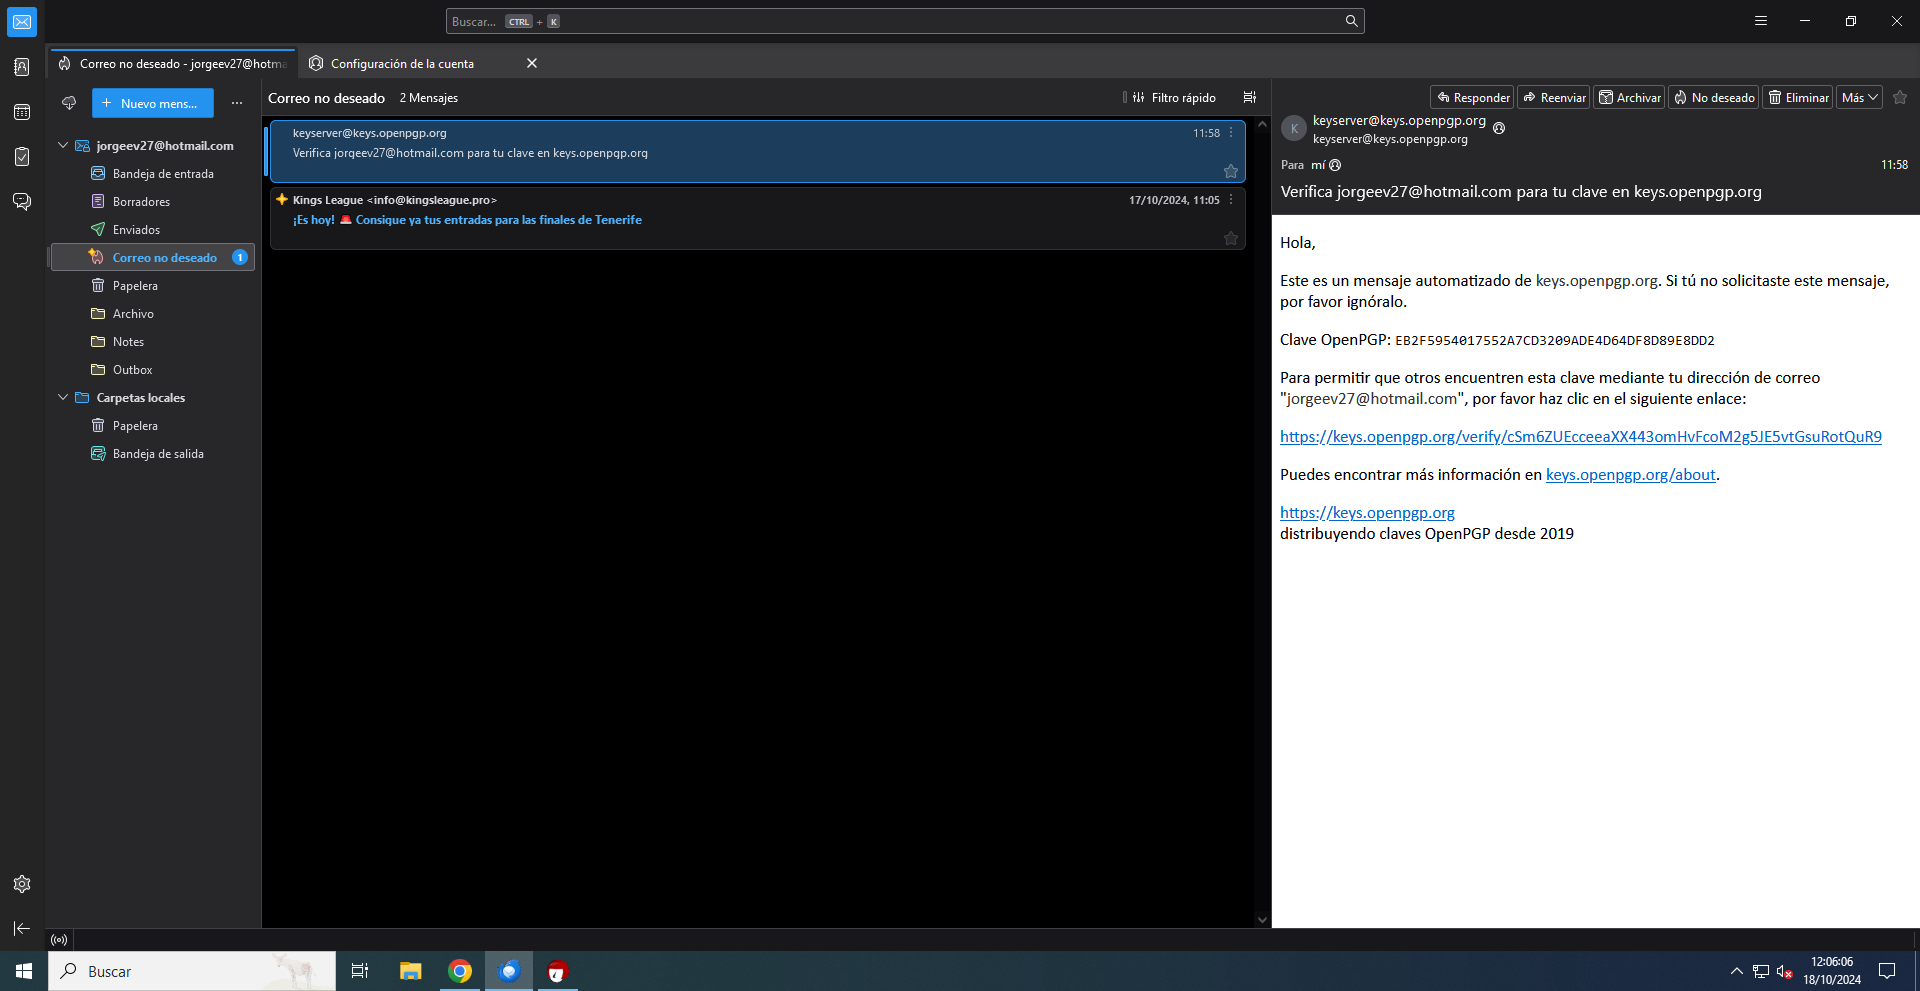 Buscar... CTRL + K
Correo no deseado - jorgeev27@hotma
Configuración de la cuenta
+ Nuevo mens... ...
jorgeev27@hotmail.com
Bandeja de entrada
Borradores
Enviados
Correo no deseado 1
Papelera
Archivo
Notes
Outbox
Carpetas locales
Papelera
Bandeja de salida
Correo no deseado 2 Mensajes Filtro rápido
keyserver@keys.openpgp.org 11:58
Verifica jorgeev27@hotmail.com para tu clave en keys.openpgp.org
Kings League <info@kingsleague.pro> 17/10/2024, 11:05
¡Es hoy! 🚨 Consigue ya tus entradas para las finales de Tenerife
Responder Reenviar Archivar No deseado Eliminar Más
K
keyserver@keys.openpgp.org
keyserver@keys.openpgp.org
Para mí 11:58
Verifica jorgeev27@hotmail.com para tu clave en keys.openpgp.org
Hola,
Este es un mensaje automatizado de keys.openpgp.org. Si tú no solicitaste este mensaje,
por favor ignóralo.
Clave OpenPGP: EB2F5954017552A7CD3209ADE4D64DF8D89E8DD2
Para permitir que otros encuentren esta clave mediante tu dirección de correo
"jorgeev27@hotmail.com", por favor haz clic en el siguiente enlace:
https://keys.openpgp.org/verify/cSm6ZUEcceeaXX443omHvFcoM2g5JE5vtGsuRotQuR9
Puedes encontrar más información en keys.openpgp.org/about.
https://keys.openpgp.org
distribuyendo claves OpenPGP desde 2019
Buscar
12:06:06
18/10/2024